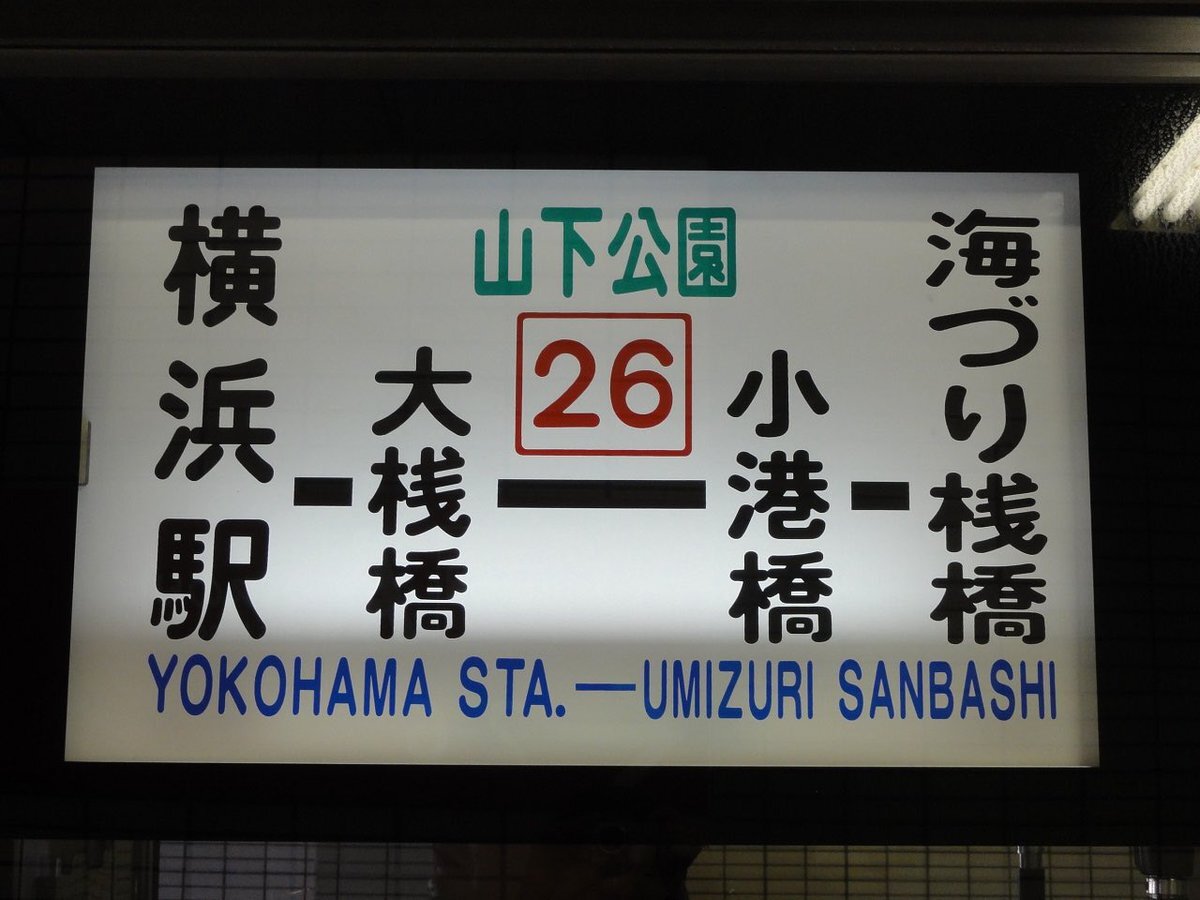 山下公園
26
横浜駅
-
大桟橋
—
小港橋
-
海づり桟橋
YOKOHAMA STA.—UMIZURI SANBASHI